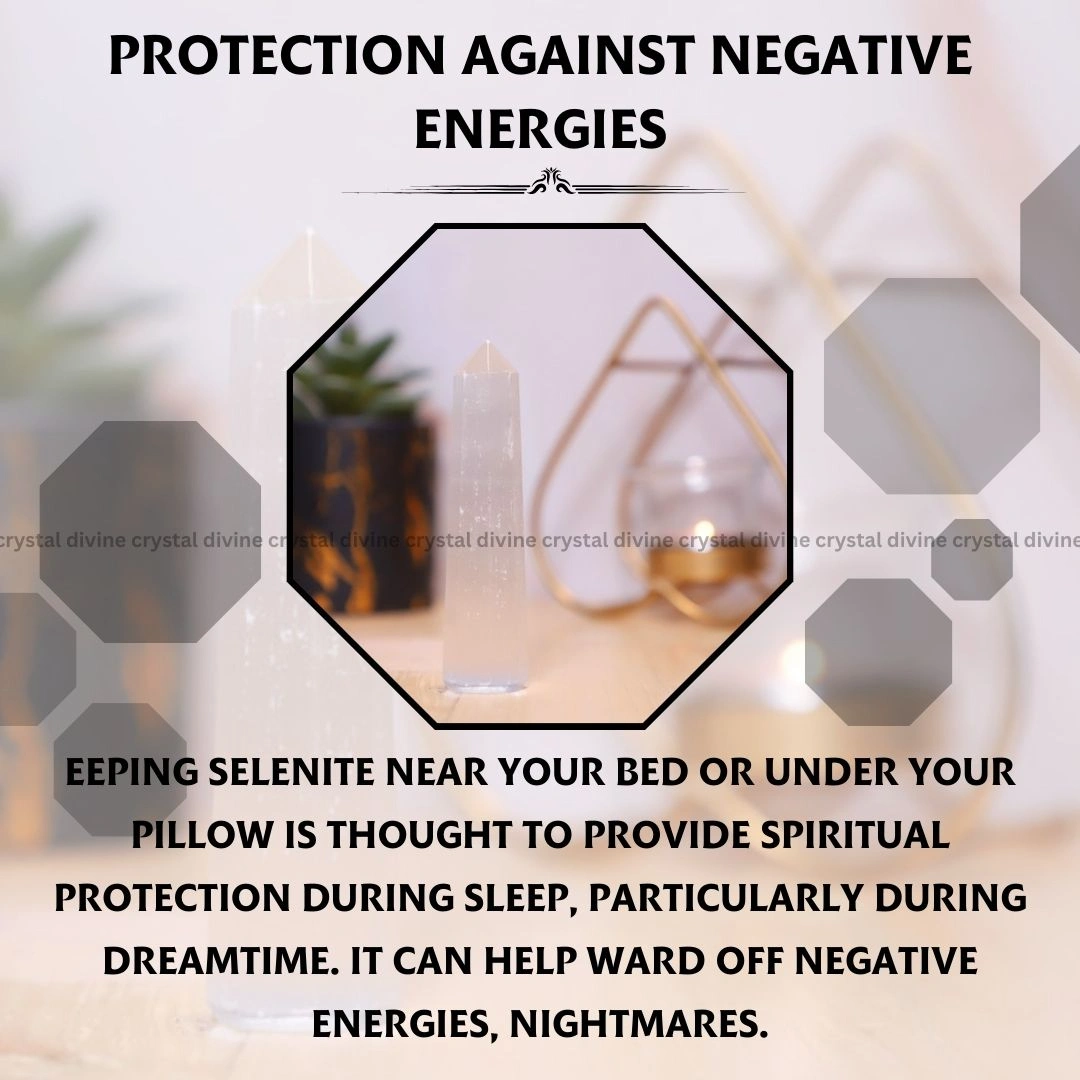 PROTECTION AGAINST NEGATIVE
ENERGIES
crystal divine crystal divine crystal divine crystal divine crystal divine crystal divine crystal divine crystal divine
EEPING SELENITE NEAR YOUR BED OR UNDER YOUR
PILLOW IS THOUGHT TO PROVIDE SPIRITUAL
PROTECTION DURING SLEEP, PARTICULARLY DURING
DREAMTIME. IT CAN HELP WARD OFF NEGATIVE
ENERGIES, NIGHTMARES.